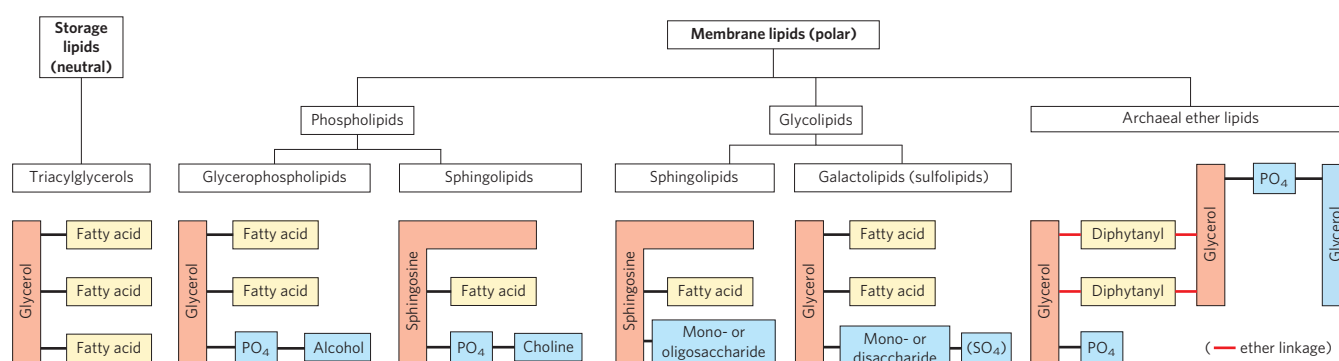 Storage
lipids
(neutral)
Membrane lipids (polar)
Phospholipids
Glycolipids
Archaeal ether lipids
Triacylglycerols
Glycerophospholipids
Sphingolipids
Sphingolipids
Galactolipids (sulfolipids)
Glycerol
Fatty acid
Fatty acid
Fatty acid
Glycerol
Fatty acid
Fatty acid
PO₄
Alcohol
Sphingosine
Fatty acid
PO₄
Choline
Sphingosine
Fatty acid
Mono- or
oligosaccharide
Glycerol
Fatty acid
Fatty acid
Mono- or
disaccharide
(SO₄)
Glycerol
Diphytanyl
Diphytanyl
PO₄
Glycerol
PO₄
Glycerol
( ether linkage)